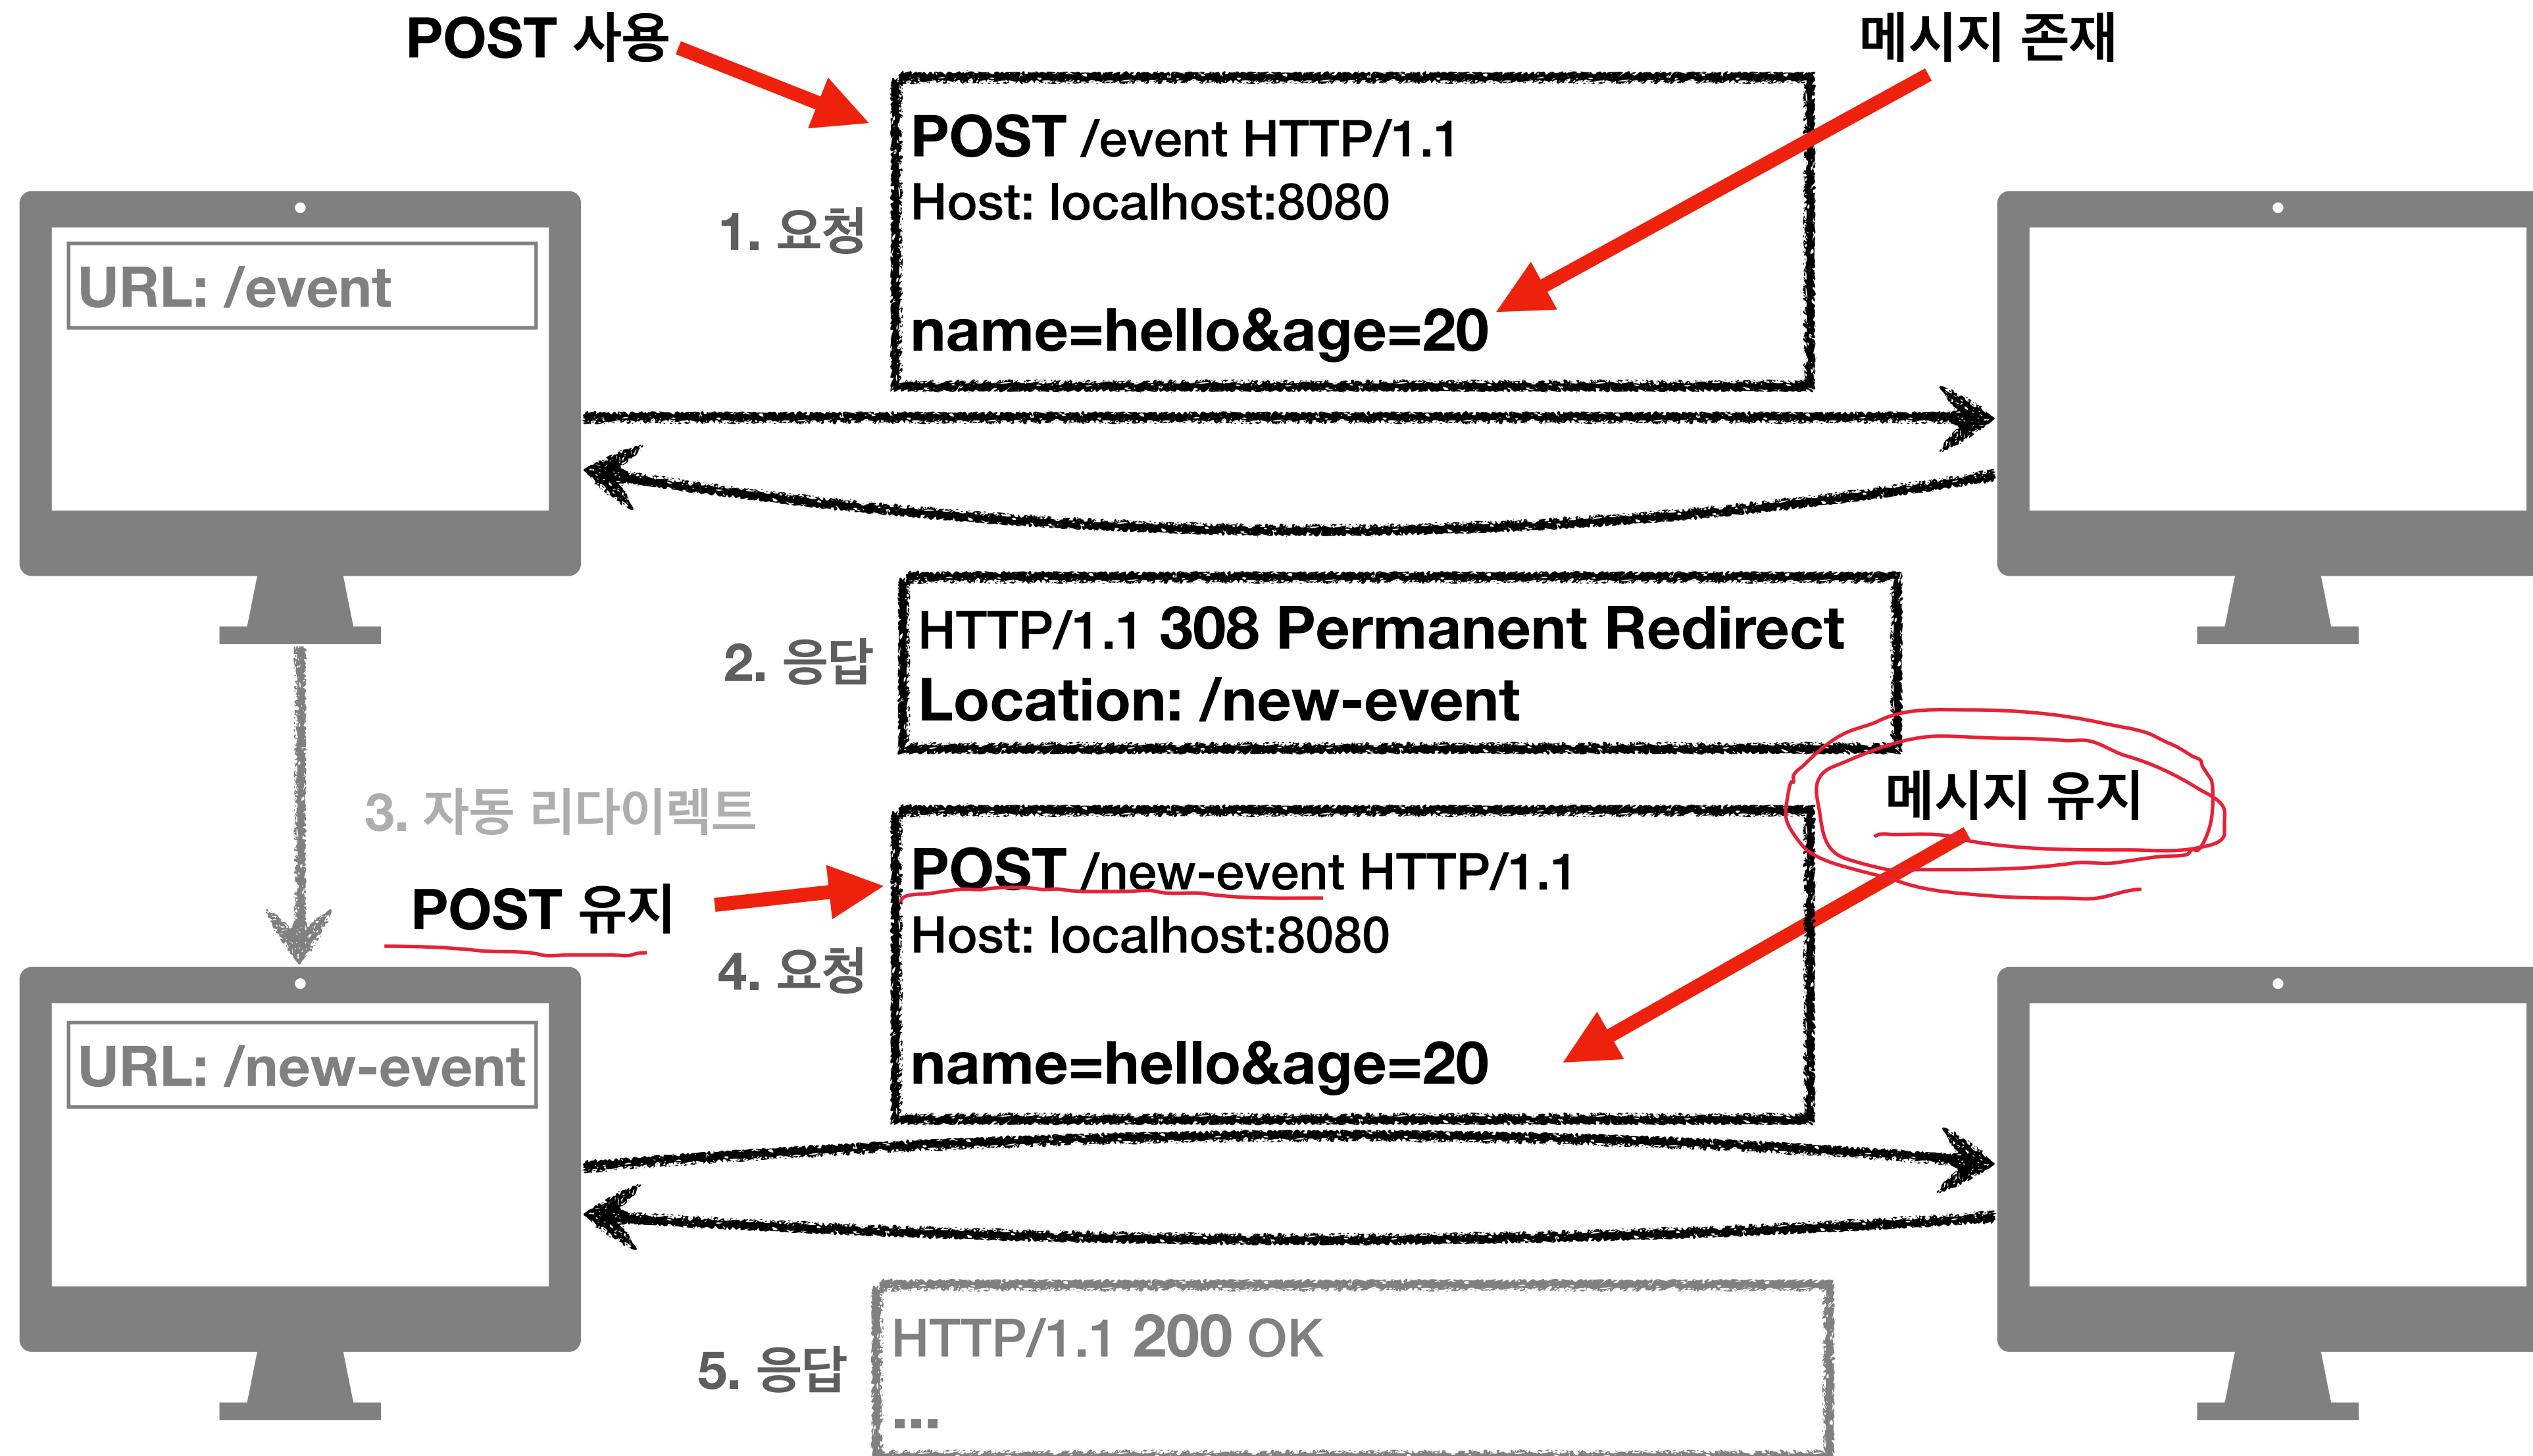 POST 사용
메시지 존재
POST /event HTTP/1.1
Host: localhost:8080
name=hello&age=20
1. 요청
URL: /event
2. 응답
HTTP/1.1 308 Permanent Redirect
Location: /new-event
3. 자동 리다이렉트
메시지 유지
POST 유지
POST /new-event HTTP/1.1
Host: localhost:8080
name=hello&age=20
4. 요청
URL: /new-event
5. 응답
HTTP/1.1 200 OK
...